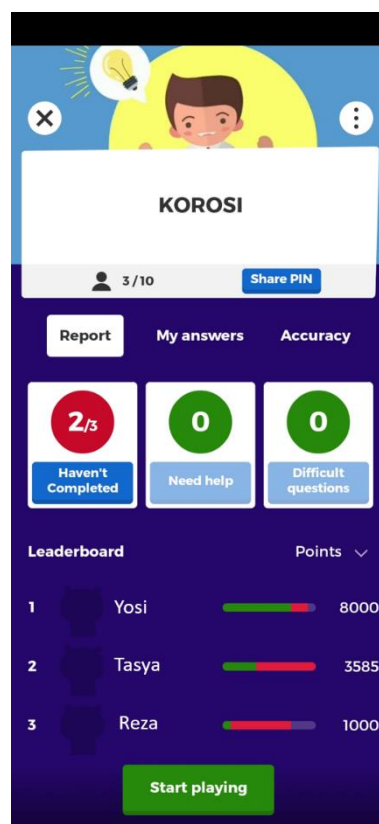 KOROSI
3/10
Share PIN
Report
My answers
Accuracy
2/3
0
0
Haven't
Completed
Need help
Difficult
questions
Leaderboard
Points
1 Yosi 8000
2 Tasya 3585
3 Reza 1000
Start playing